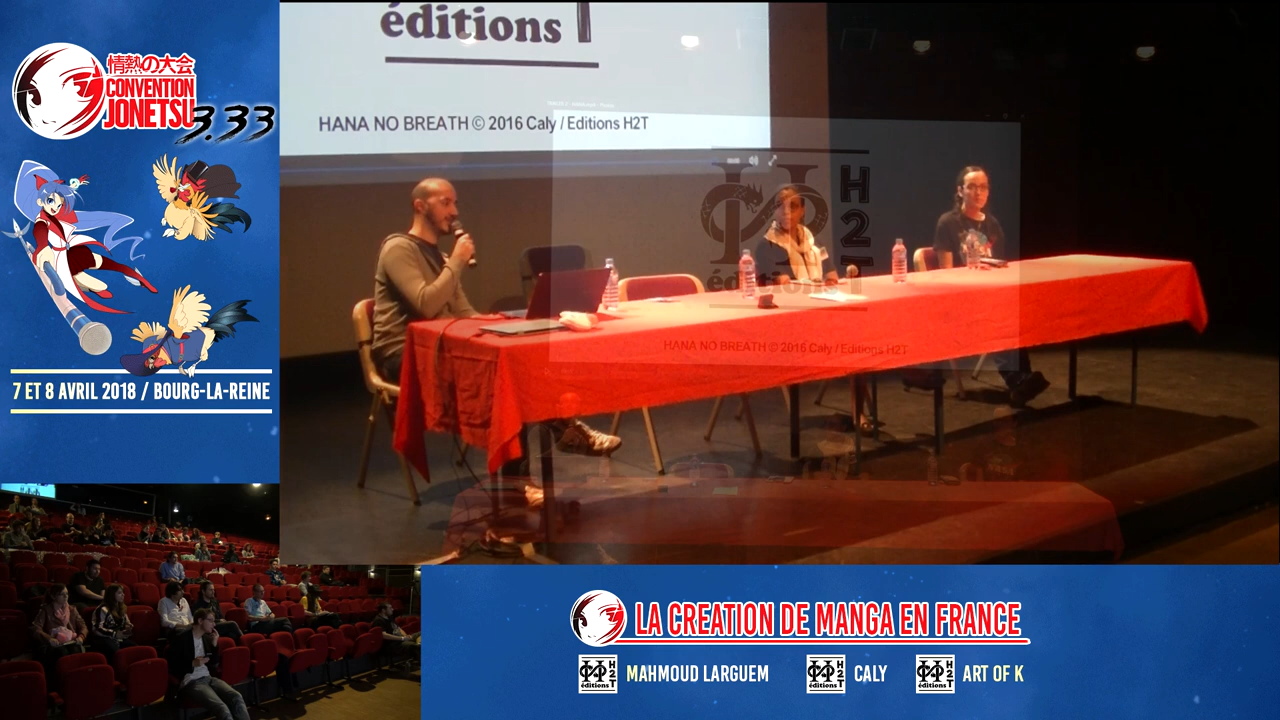 情熱の大会
CONVENTION
JONETSU
3.33
7 ET 8 AVRIL 2018 / BOURG-LA-REINE
éditions
HANA NO BREATH © 2016 Caly / Editions H2T
H2T
éditions
HANA NO BREATH © 2016 Caly / Editions H2T
LA CREATION DE MANGA EN FRANCE
H2T
éditions
MAHMOUD LARGUEM
H2T
éditions
CALY
H2T
éditions
ART OF K